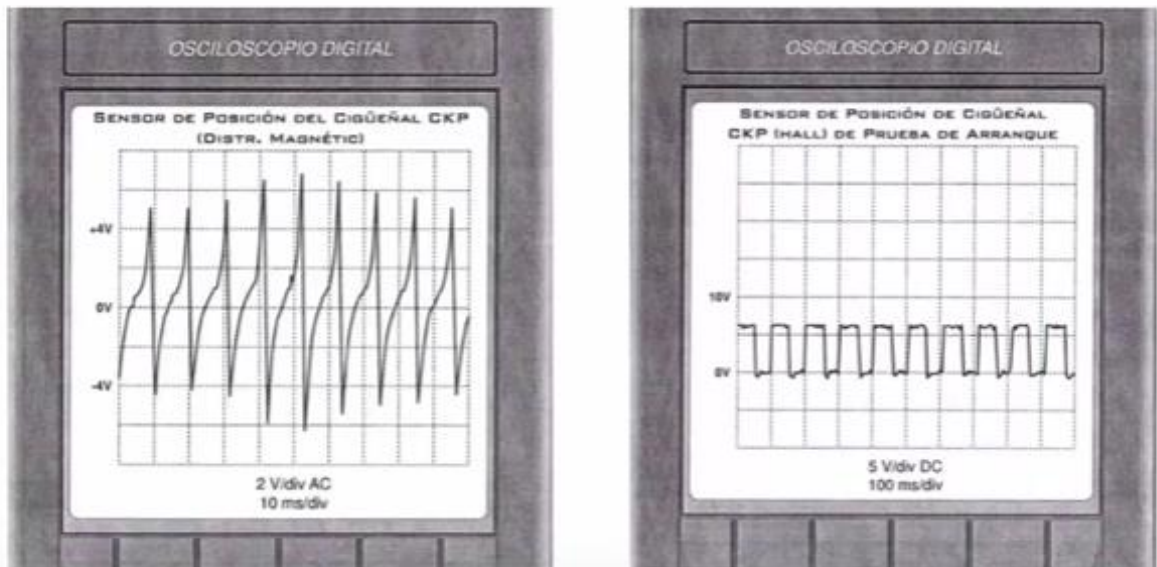 OSCILOSCOPIO DIGITAL
SENSOR DE POSICIÓN DEL CIGÜEÑAL CKP
(DISTR. MAGNÉTIC)
+4V
0V
-4V
2 V/div AC
10 ms/div
OSCILOSCOPIO DIGITAL
SENSOR DE POSICIÓN DE CIGÜEÑAL
CKP (HALL) DE PRUEBA DE ARRANQUE
10V
0V
5 V/div DC
100 ms/div